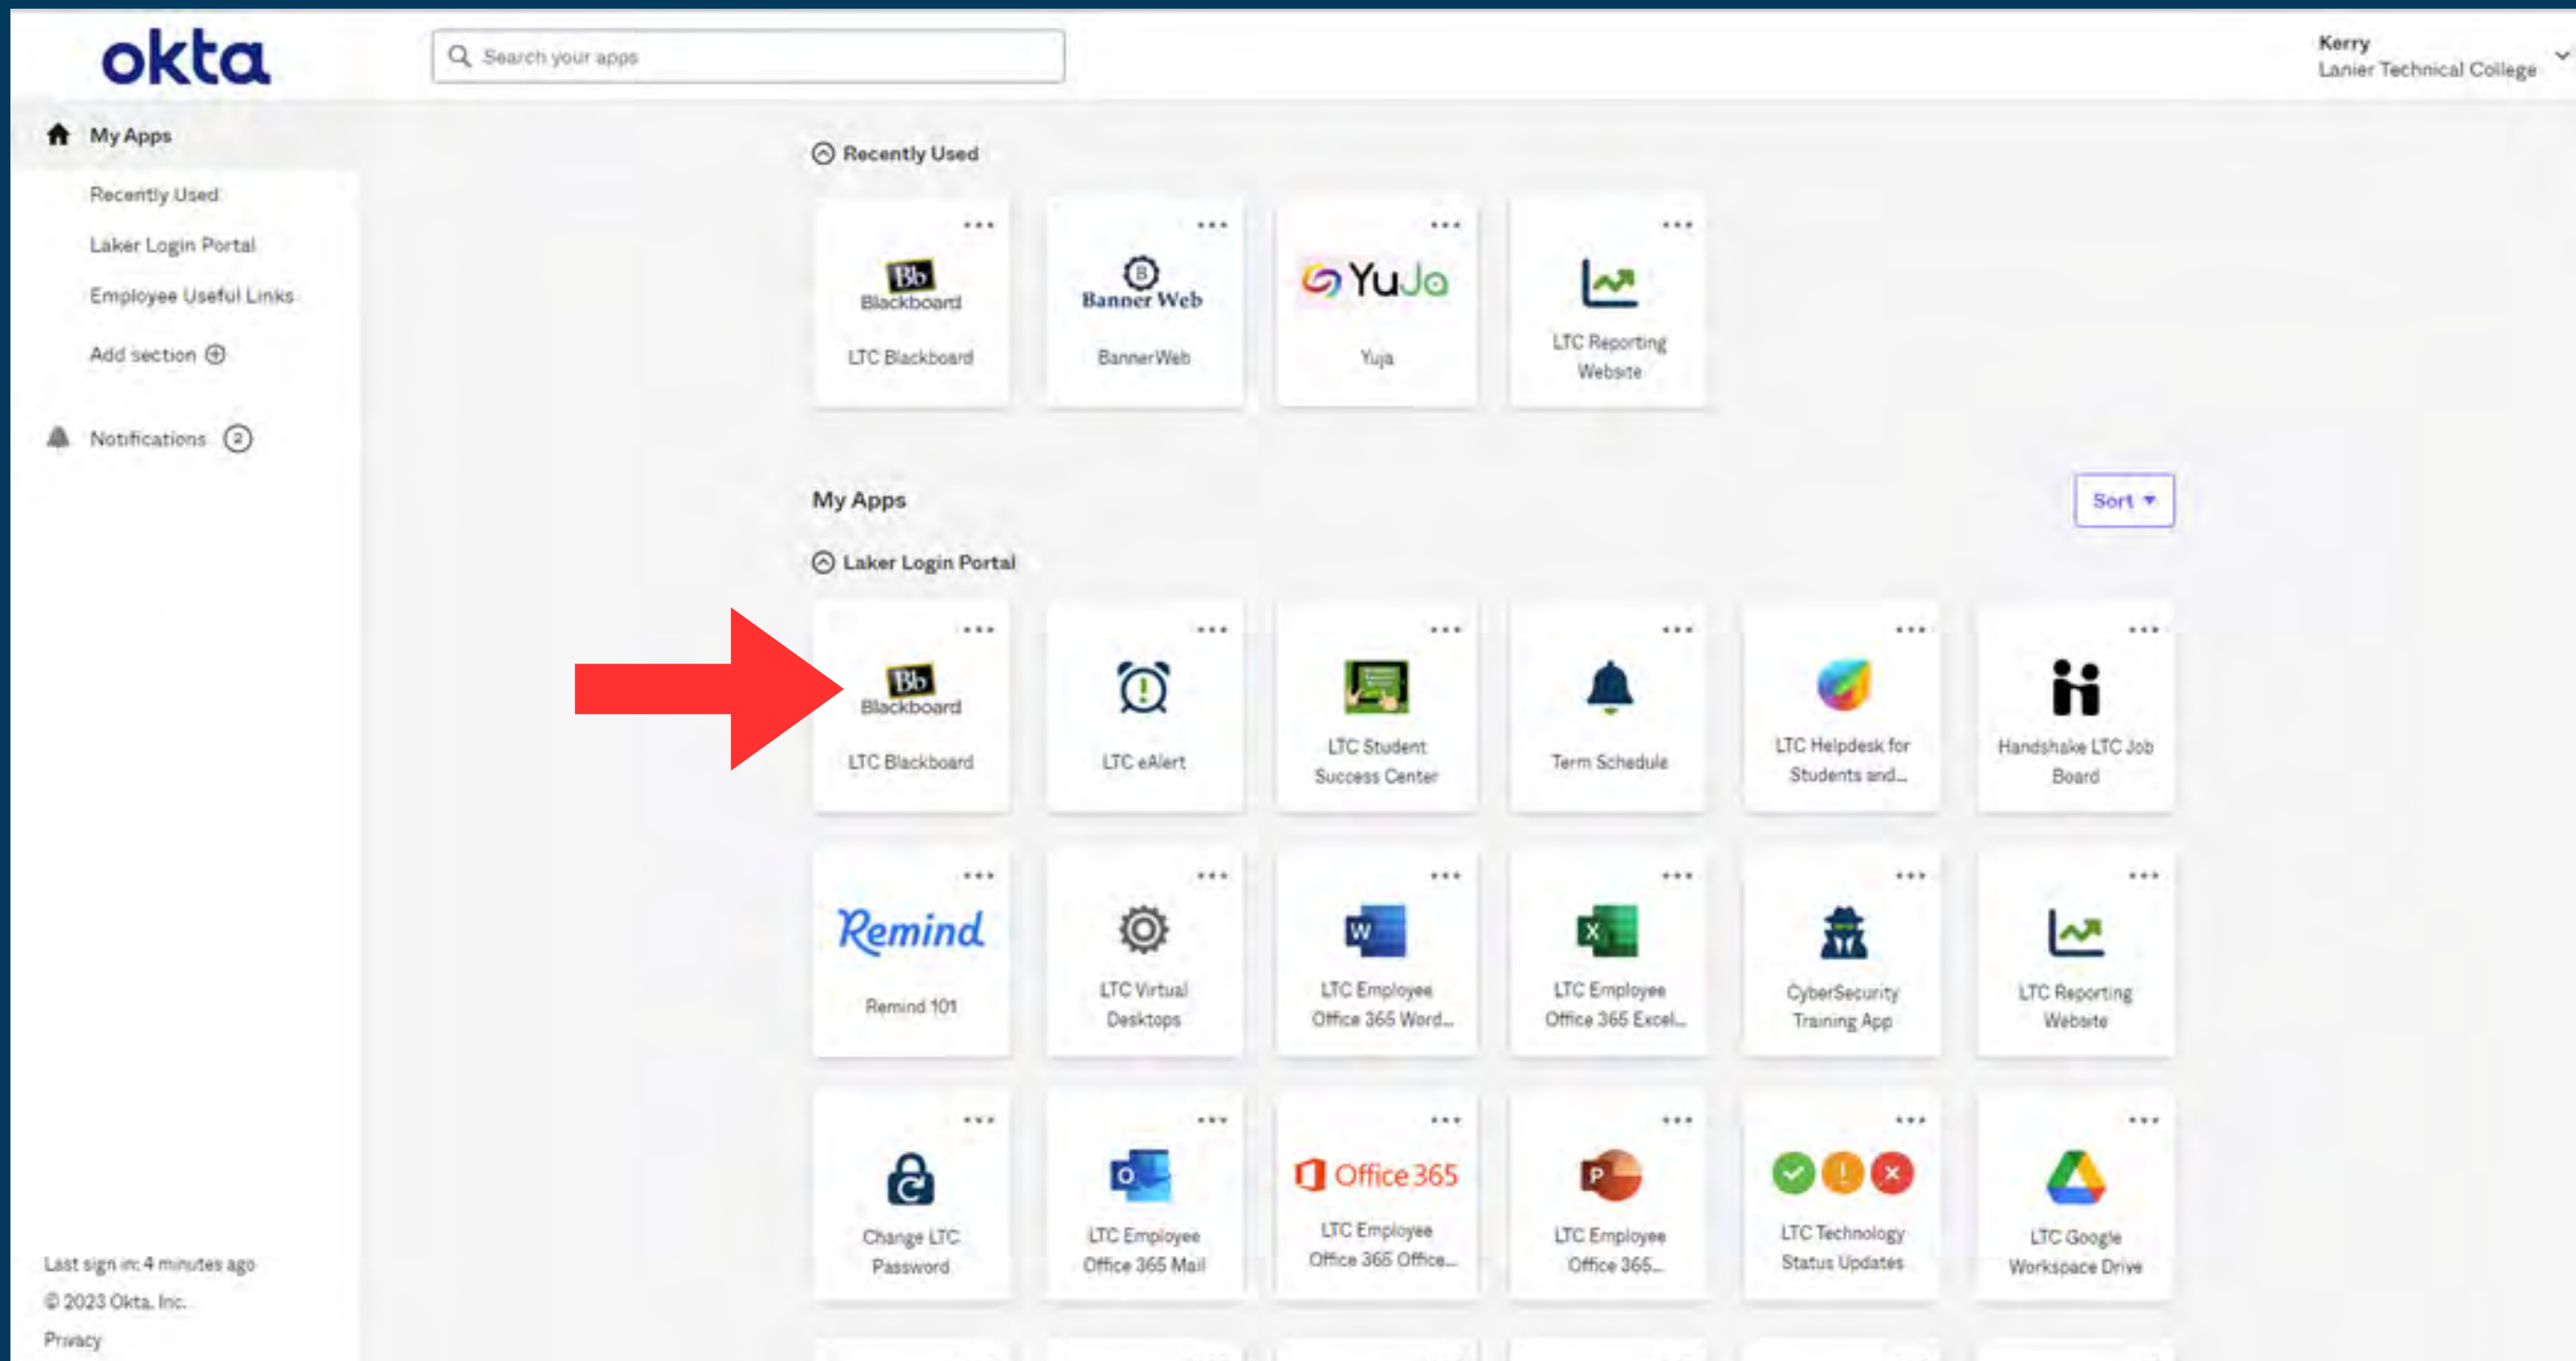 okta
Search your apps
Kerry
Lanier Technical College
My Apps
Recently Used
Laker Login Portal
Employee Useful Links
Add section
Notifications 2
Recently Used
Bb
Blackboard
LTC Blackboard
B
Banner Web
BannerWeb
YuJa
Yuja
LTC Reporting
Website
My Apps
Sort
Laker Login Portal
Bb
Blackboard
LTC Blackboard
LTC eAlert
LTC Student
Success Center
Term Schedule
LTC Helpdesk for
Students and...
Handshake LTC Job
Board
Remind
Remind 101
LTC Virtual
Desktops
W
LTC Employee
Office 365 Word...
X
LTC Employee
Office 365 Excel...
CyberSecurity
Training App
LTC Reporting
Website
Change LTC
Password
O
LTC Employee
Office 365 Mail
Office 365
LTC Employee
Office 365 Office...
P
LTC Employee
Office 365...
LTC Technology
Status Updates
LTC Google
Workspace Drive
Last sign in: 4 minutes ago
© 2023 Okta, Inc.
Privacy